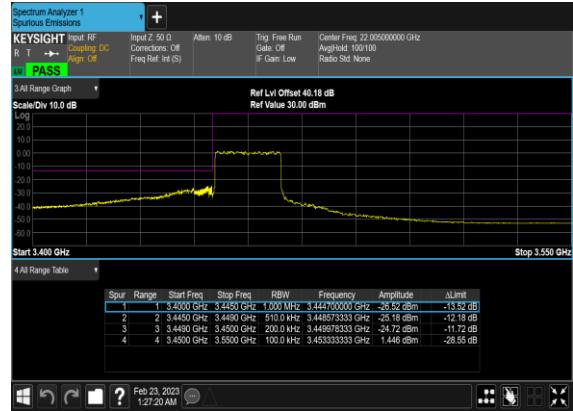 Spectrum Analyzer 1
Spurious Emissions
KEYSIGHT Input: RF Input Z: 50 Ω Atten: 10 dB Trig: Free Run Center Freq: 22.005000000 GHz
R T Coupling: DC Corrections: Off Gate: Off Avg|Hold: 100/100
Align: Off Freq Ref: Int (S) IF Gain: Low Radio Std: None
PASS
3 All Range Graph
Ref Lvl Offset 40.18 dB
Scale/Div 10.0 dB Ref Value 30.00 dBm
Log
20.0
10.0
0.00
-10.0
-20.0
-30.0
-40.0
-50.0
-60.0
Start 3.400 GHz Stop 3.550 GHz
4 All Range Table
Spur Range Start Freq Stop Freq RBW Frequency Amplitude ΔLimit
1 1 3.4000 GHz 3.4450 GHz 1.000 MHz 3.444700000 GHz -26.52 dBm -13.52 dB
2 2 3.4450 GHz 3.4490 GHz 510.0 kHz 3.448573333 GHz -25.18 dBm -12.18 dB
3 3 3.4490 GHz 3.4500 GHz 200.0 kHz 3.449978333 GHz -24.72 dBm -11.72 dB
4 4 3.4500 GHz 3.5500 GHz 100.0 kHz 3.453333333 GHz 1.446 dBm -28.55 dB
Feb 23, 2023
1:27:20 AM